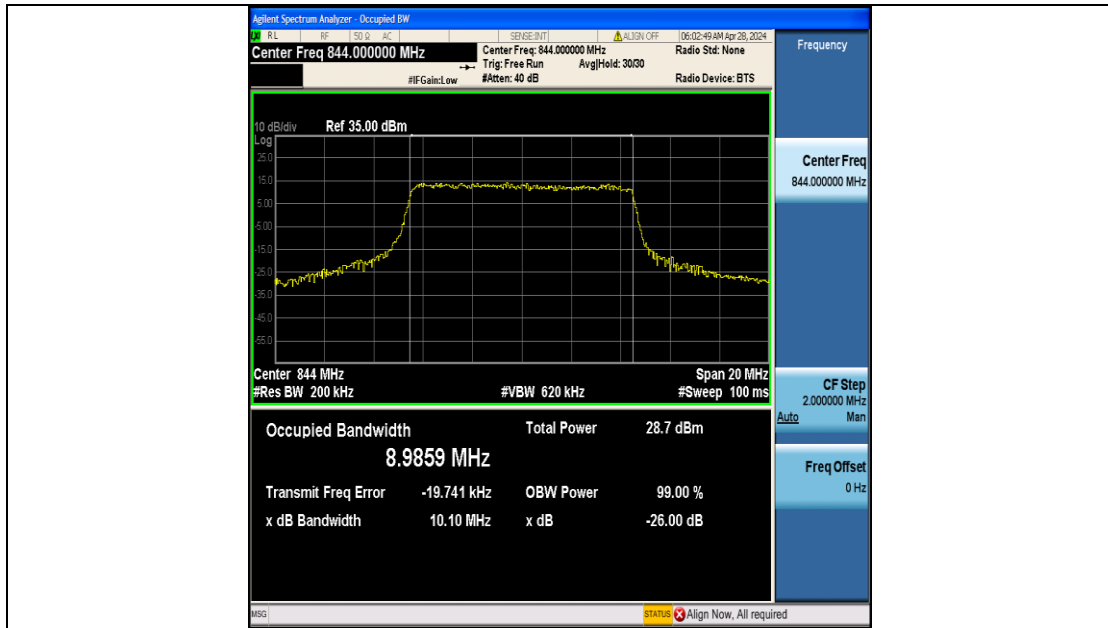 Agilent Spectrum Analyzer - Occupied BW
RL RF 50 Ω AC SENSE:INT ALIGN OFF 06:02:49 AM Apr 28, 2024
Center Freq 844.000000 MHz
Center Freq: 844.000000 MHz
Radio Std: None
Trig: Free Run Avg|Hold: 30/30
#IFGain:Low #Atten: 40 dB
Radio Device: BTS
Frequency
10 dB/div Ref 35.00 dBm
Log
25.0
15.0
5.00
-5.00
-15.0
-25.0
-35.0
-45.0
-55.0
Center 844 MHz Span 20 MHz
#Res BW 200 kHz #VBW 620 kHz #Sweep 100 ms
Center Freq
844.000000 MHz
CF Step
2.000000 MHz
Auto Man
Freq Offset
0 Hz
Occupied Bandwidth Total Power 28.7 dBm
8.9859 MHz
Transmit Freq Error -19.741 kHz OBW Power 99.00 %
x dB Bandwidth 10.10 MHz x dB -26.00 dB
MSG STATUS Align Now, All required